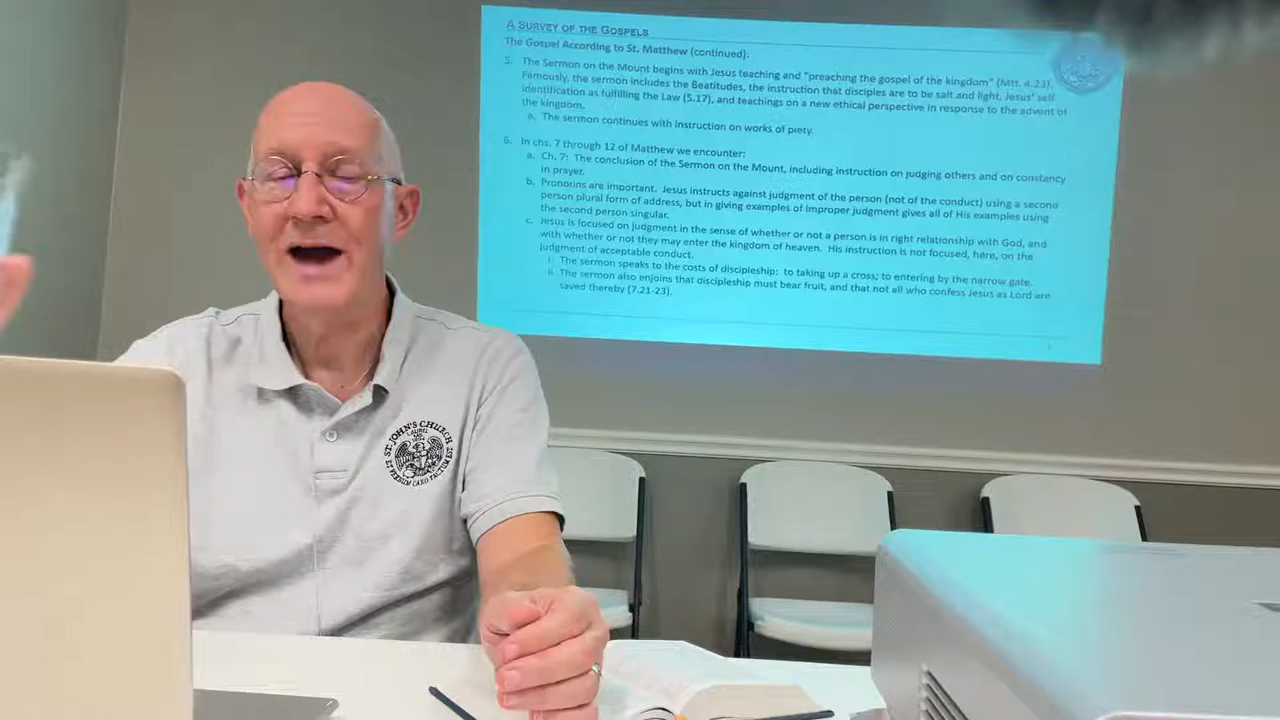 A SURVEY OF THE GOSPELS
The Gospel According to St. Matthew (continued):
5. The Sermon on the Mount begins with Jesus teaching and "preaching the gospel of the kingdom" (Mtt. 4.23).
Famously, the sermon includes the Beatitudes, the instruction that disciples are to be salt and light, Jesus' self
identification as fulfilling the Law (5.17), and teachings on a new ethical perspective in response to the advent of
the kingdom.
a. The sermon continues with instruction on works of piety.
6. In chs. 7 through 12 of Matthew we encounter:
a. Ch. 7: The conclusion of the Sermon on the Mount, including instruction on judging others and on constancy
in prayer.
b. Pronouns are important. Jesus instructs against judgment of the person (not of the conduct) using a second
person plural form of address, but in giving examples of improper judgment gives all of His examples using
the second person singular.
c. Jesus is focused on judgment in the sense of whether or not a person is in right relationship with God, and
with whether or not they may enter the kingdom of heaven. His instruction is not focused, here, on the
judgment of acceptable conduct.
i The sermon speaks to the costs of discipleship: to taking up a cross; to entering by the narrow gate.
ii The sermon also enjoins that discipleship must bear fruit, and that not all who confess Jesus as Lord are
saved thereby (7.21-23).
ST. JOHN'S CHURCH
LAUREL
ET VERBUM CARO FACTUM EST